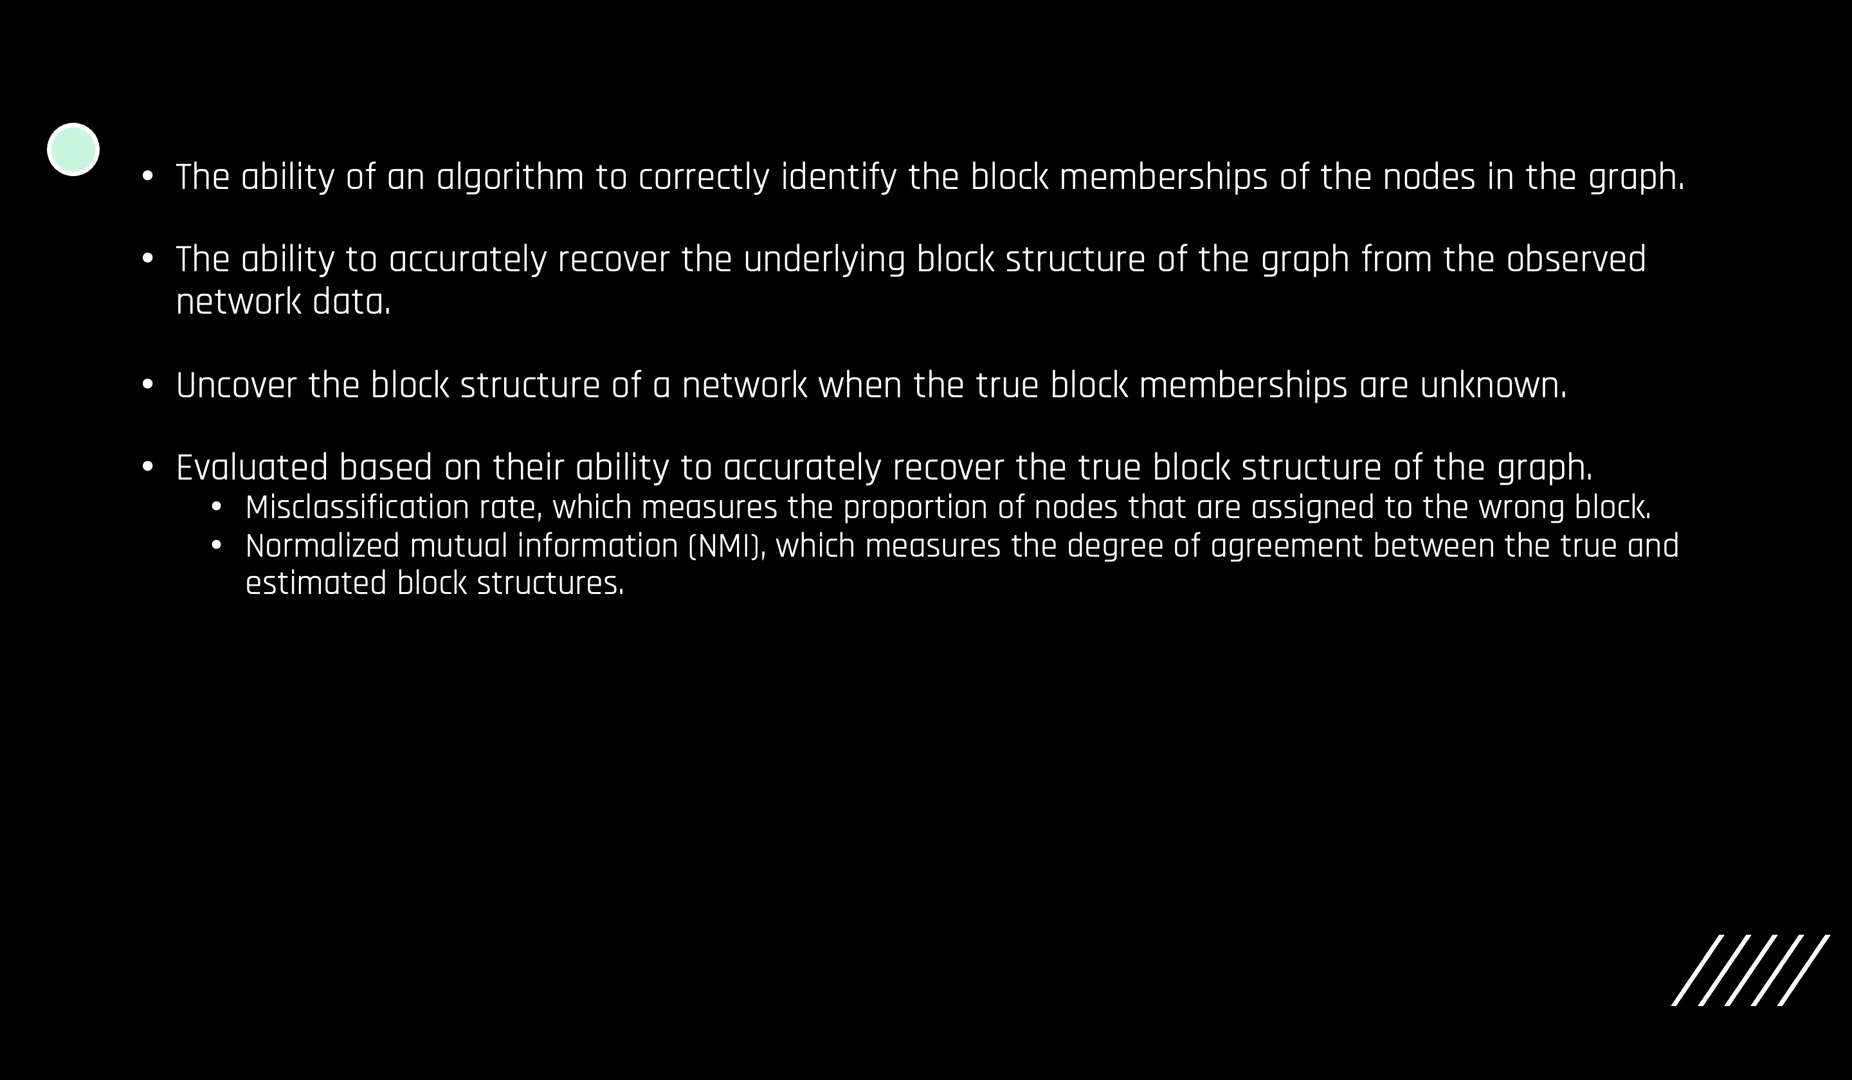 • The ability of an algorithm to correctly identify the block memberships of the nodes in the graph.
• The ability to accurately recover the underlying block structure of the graph from the observed
network data.
• Uncover the block structure of a network when the true block memberships are unknown.
• Evaluated based on their ability to accurately recover the true block structure of the graph.
• Misclassification rate, which measures the proportion of nodes that are assigned to the wrong block.
• Normalized mutual information (NMI), which measures the degree of agreement between the true and
estimated block structures.